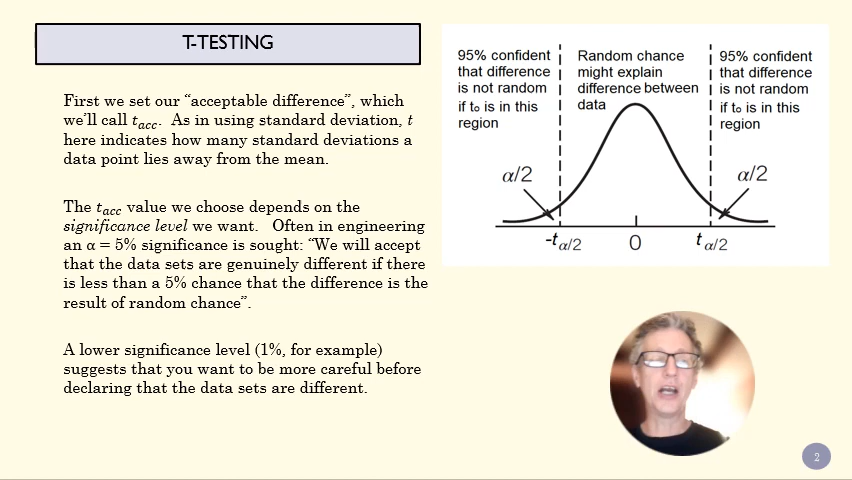 T-TESTING
First we set our “acceptable difference”, which
we’ll call tacc. As in using standard deviation, t
here indicates how many standard deviations a
data point lies away from the mean.
The tacc value we choose depends on the
significance level we want. Often in engineering
an α = 5% significance is sought: “We will accept
that the data sets are genuinely different if there
is less than a 5% chance that the difference is the
result of random chance”.
A lower significance level (1%, for example)
suggests that you want to be more careful before
declaring that the data sets are different.
95% confident
that difference
is not random
if to is in this
region
Random chance
might explain
difference between
data
95% confident
that difference
is not random
if to is in this
region
α/2
α/2
-tα/2
0
tα/2
2